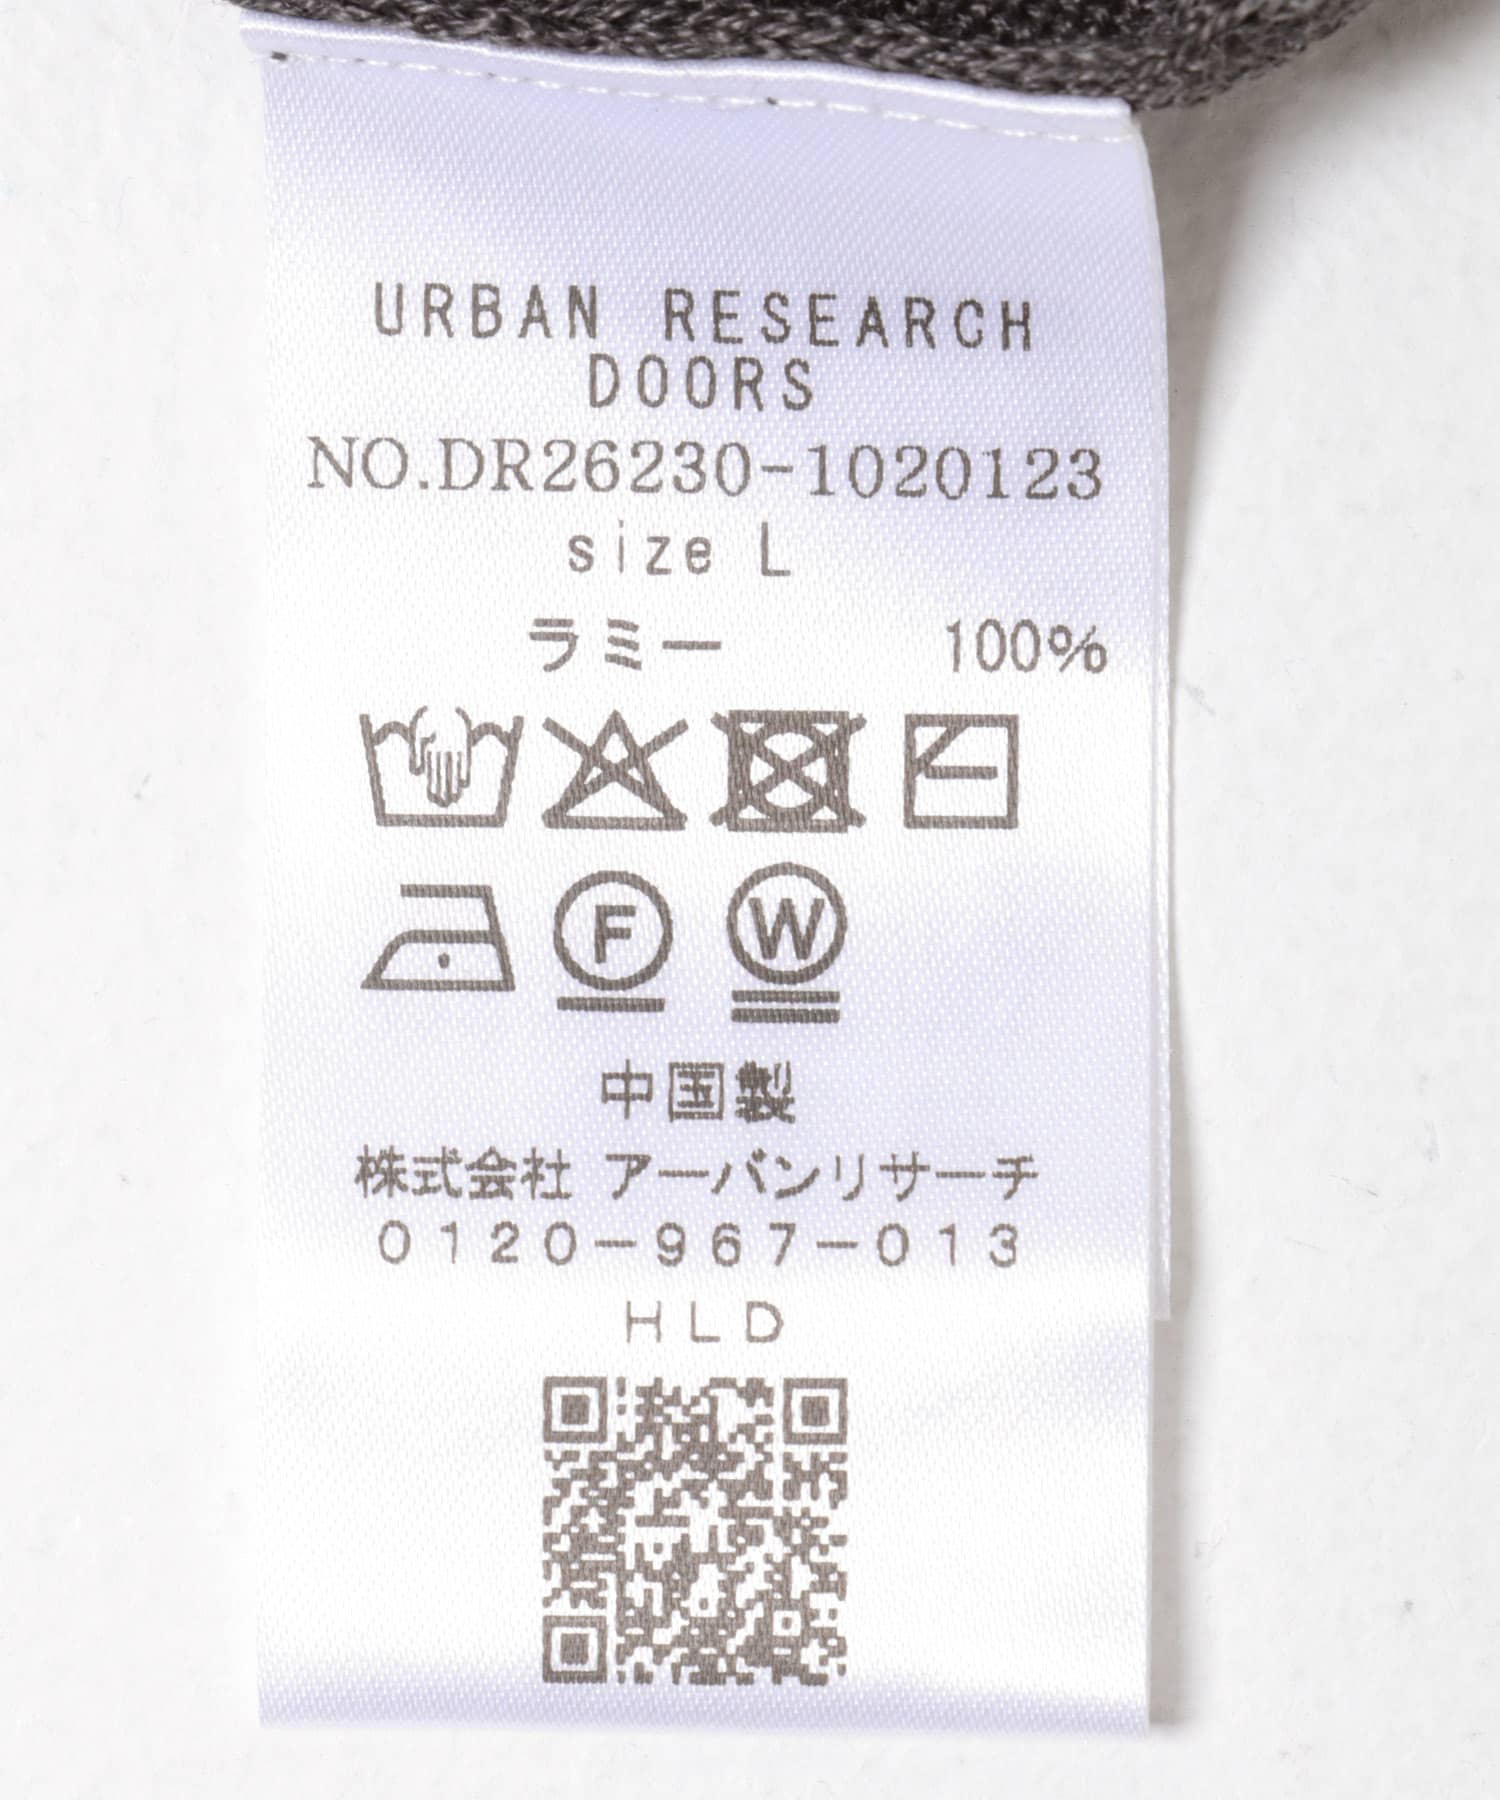 URBAN RESEARCH
DOORS
NO.DR26230-1020123
size L
ラミー 100%
F W
中国製
株式会社 アーバンリサーチ
0120-967-013
HLD